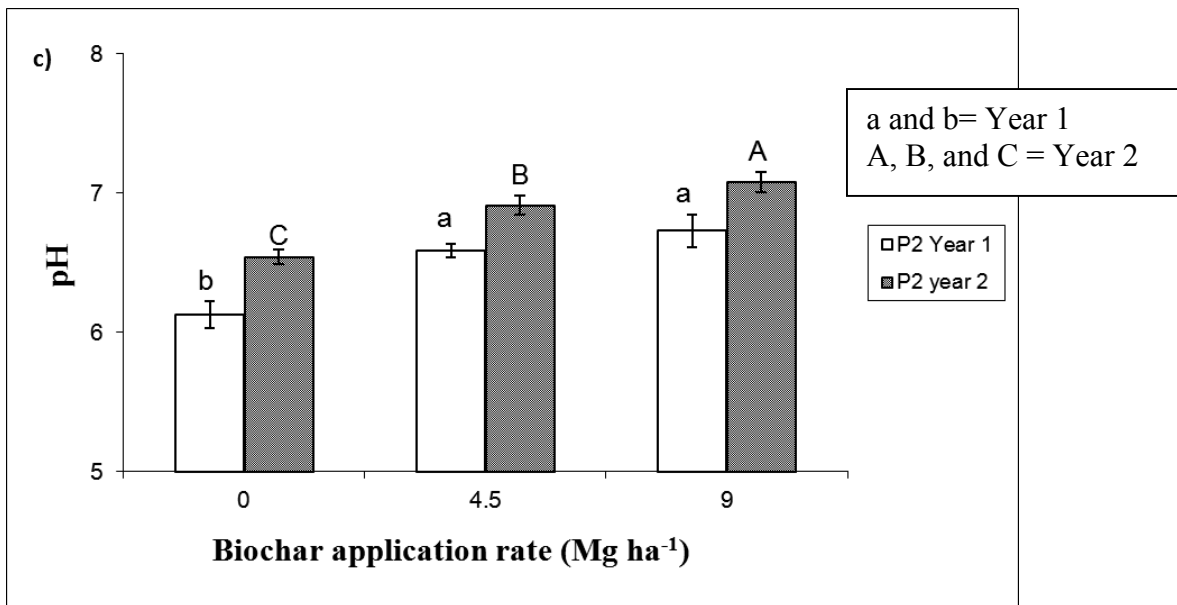 c)
8
7
6
5
pH
b
C
a
B
a
A
0
4.5
9
Biochar application rate (Mg ha⁻¹)
a and b= Year 1
A, B, and C = Year 2
P2 Year 1
P2 year 2